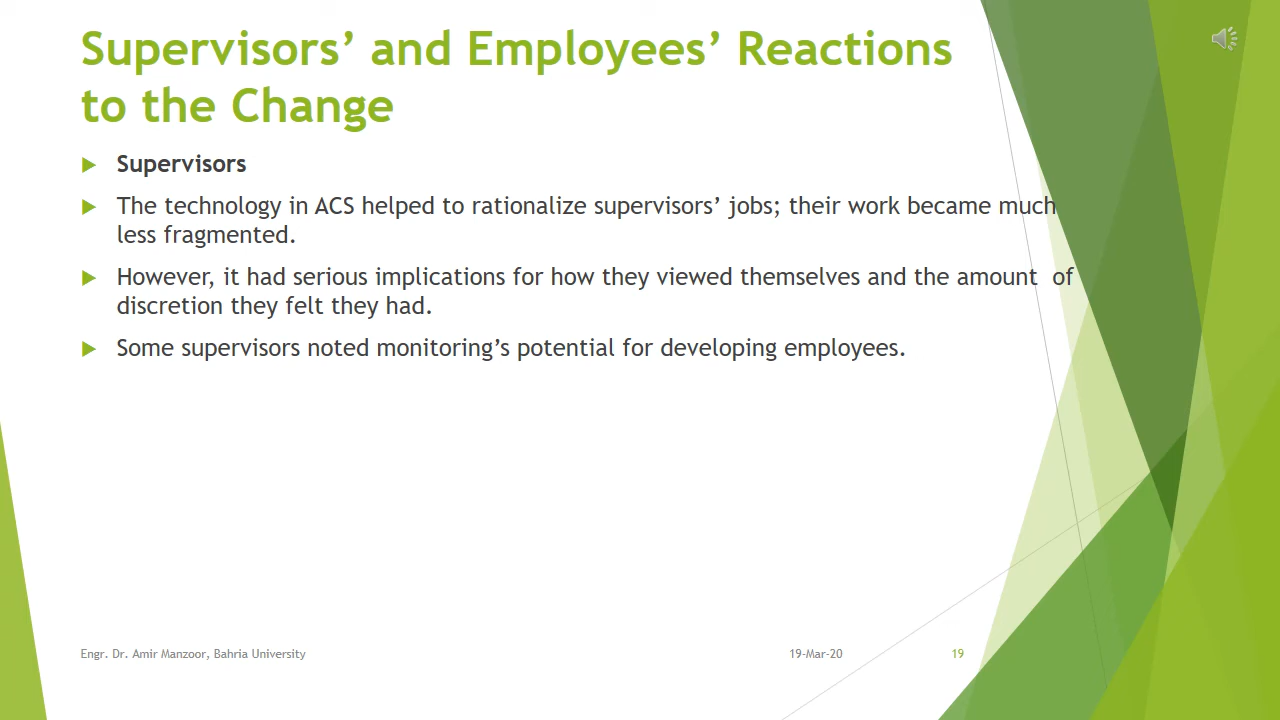 Supervisors’ and Employees’ Reactions
to the Change
Supervisors
The technology in ACS helped to rationalize supervisors’ jobs; their work became much
less fragmented.
However, it had serious implications for how they viewed themselves and the amount  of
discretion they felt they had.
Some supervisors noted monitoring’s potential for developing employees.
Engr. Dr. Amir Manzoor, Bahria University
19-Mar-20
19